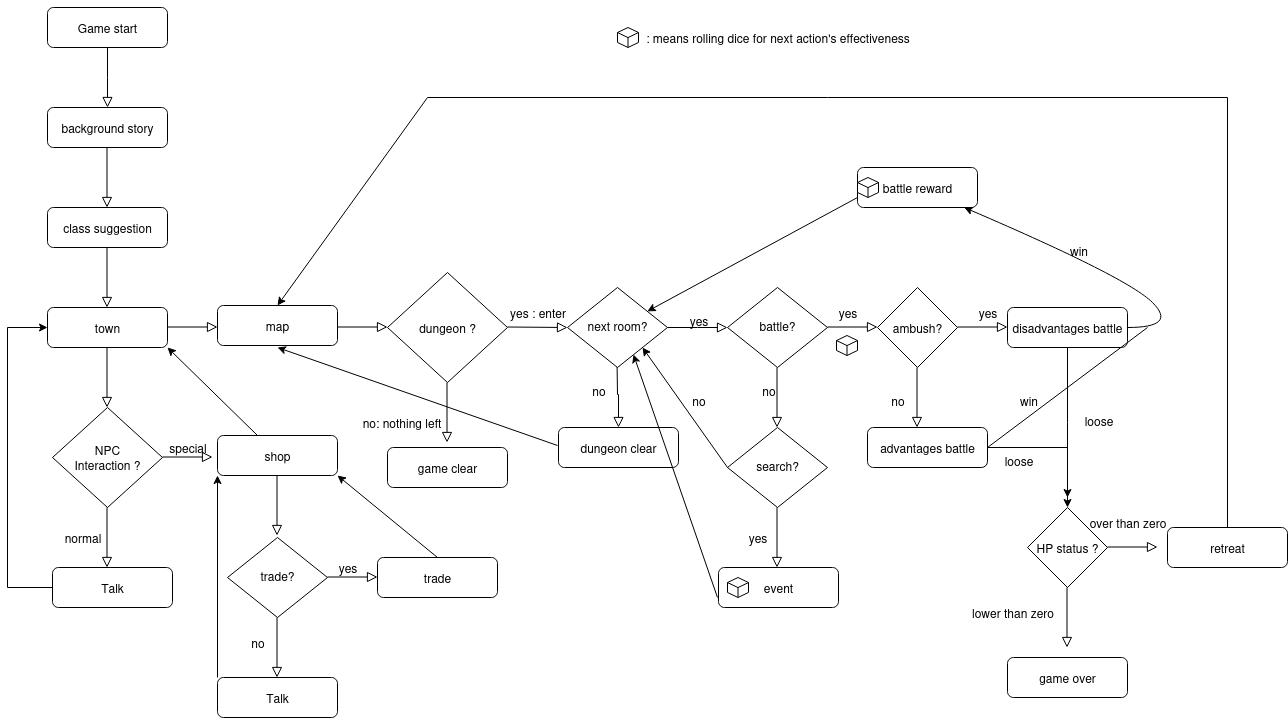 Game start
: means rolling dice for next action's effectiveness
background story
battle reward
class suggestion
win
town
map
dungeon ?
yes : enter
next room?
yes
battle?
yes
ambush?
yes
disadvantages battle
no
no
no
no
win
no: nothing left
loose
NPC
Interaction ?
special
shop
game clear
dungeon clear
search?
advantages battle
loose
over than zero
normal
yes
HP status ?
retreat
Talk
trade?
yes
trade
event
lower than zero
no
Talk
game over